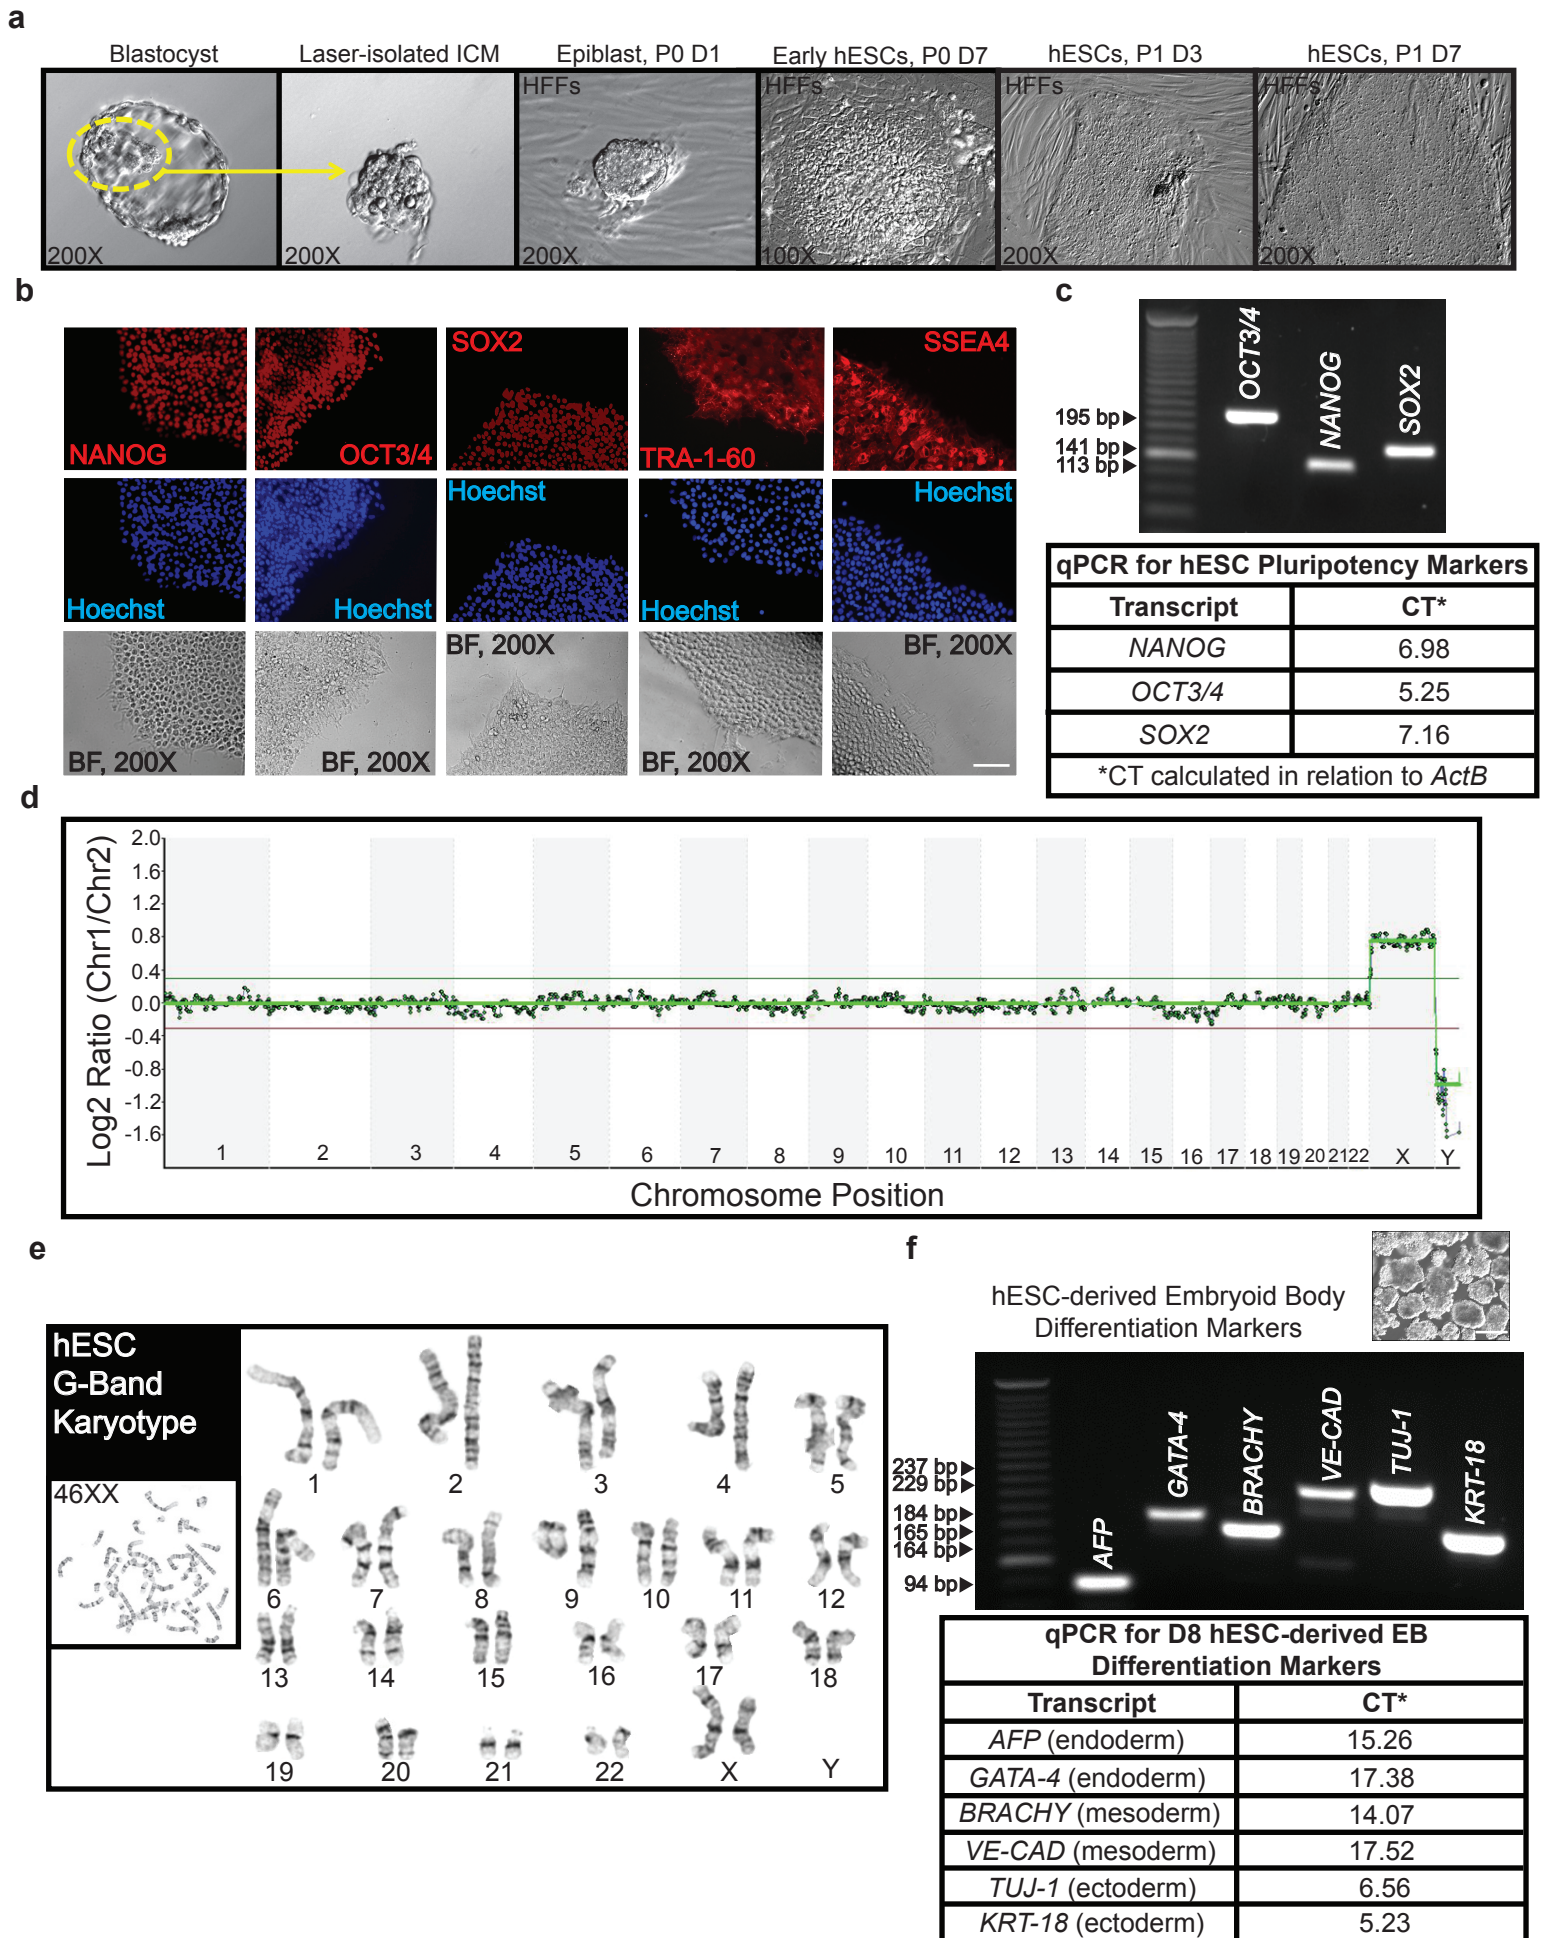 a
Blastocyst
Laser-isolated ICM
Epiblast, P0 D1
Early hESCs, P0 D7
hESCs, P1 D3
hESCs, P1 D7
HFFs
HFFs
HFFs
HFFs
200X
200X
200X
100X
200X
200X
b
NANOG
OCT3/4
SOX2
TRA-1-60
SSEA4
Hoechst
Hoechst
Hoechst
Hoechst
Hoechst
BF, 200X
BF, 200X
BF, 200X
BF, 200X
BF, 200X
c
OCT3/4
NANOG
SOX2
195 bp
141 bp
113 bp
qPCR for hESC Pluripotency Markers
Transcript CT*
NANOG 6.98
OCT3/4 5.25
SOX2 7.16
*CT calculated in relation to ActB
d
Log2 Ratio (Chr1/Chr2)
2.0
1.6
1.2
0.8
0.4
0.0
-0.4
-0.8
-1.2
-1.6
1 2 3 4 5 6 7 8 9 10 11 12 13 14 15 16 17 18 19 20 21 22 X Y
Chromosome Position
e
hESC
G-Band
Karyotype
46XX
1 2 3 4 5
6 7 8 9 10 11 12
13 14 15 16 17 18
19 20 21 22 X Y
f
hESC-derived Embryoid Body
Differentiation Markers
237 bp
229 bp
184 bp
165 bp
164 bp
94 bp
AFP
GATA-4
BRACHY
VE-CAD
TUJ-1
KRT-18
qPCR for D8 hESC-derived EB
Differentiation Markers
Transcript CT*
AFP (endoderm) 15.26
GATA-4 (endoderm) 17.38
BRACHY (mesoderm) 14.07
VE-CAD (mesoderm) 17.52
TUJ-1 (ectoderm) 6.56
KRT-18 (ectoderm) 5.23